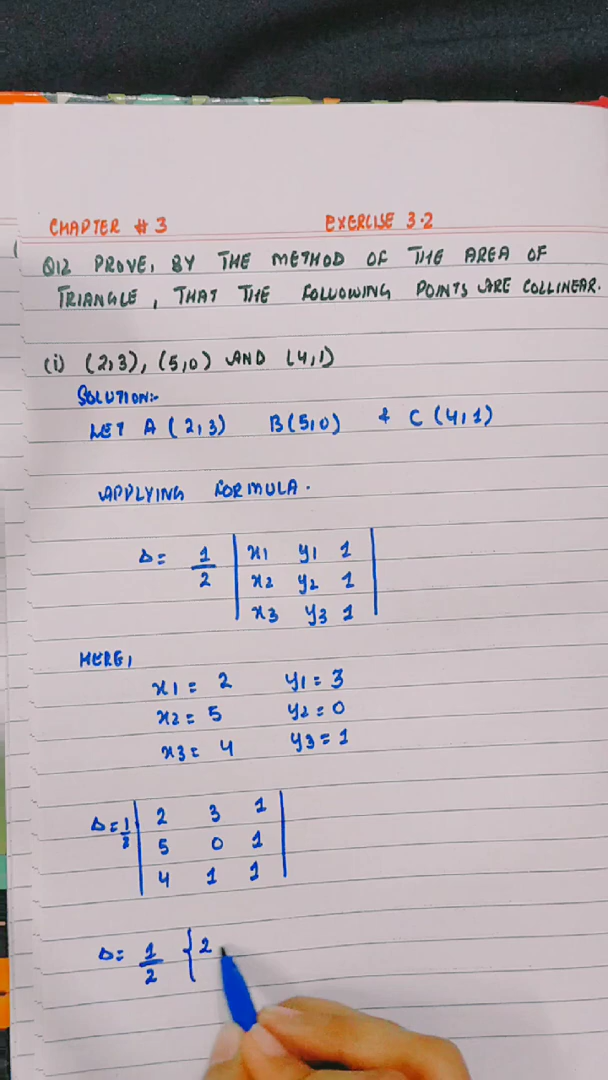 CHAPTER # 3 EXERCISE 3.2
Q12 PROVE, BY THE METHOD OF THE AREA OF
TRIANGLE, THAT THE FOLLOWING POINTS ARE COLLINEAR.
(i) (2,3), (5,0) AND (4,1)
SOLUTION:-
LET A (2,3) B(5,0) & C (4,1)
APPLYING FORMULA.
Δ = 1/2 | x1 y1 1 |
| x2 y2 1 |
| x3 y3 1 |
HERE,
x1 = 2 y1 = 3
x2 = 5 y2 = 0
x3 = 4 y3 = 1
Δ = 1/2 | 2 3 1 |
| 5 0 1 |
| 4 1 1 |
Δ = 1/2 { 2